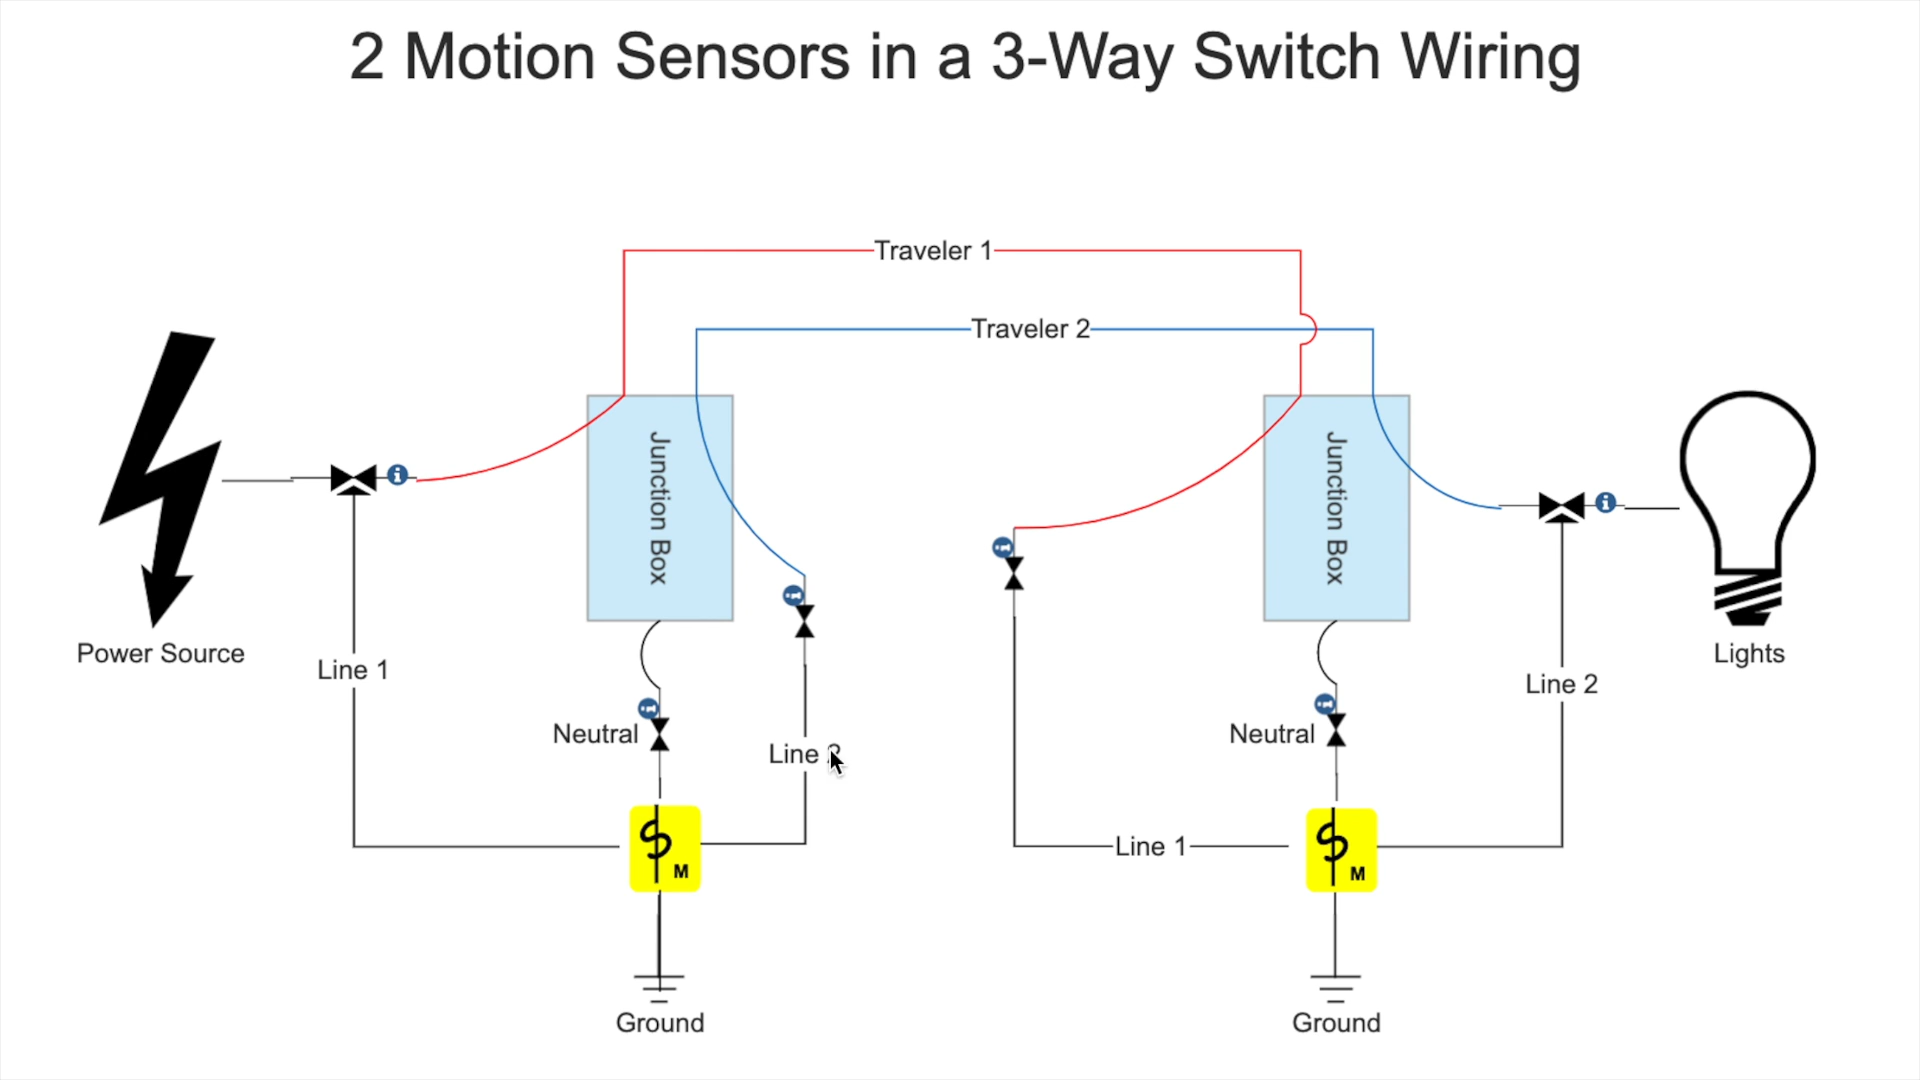 2 Motion Sensors in a 3-Way Switch Wiring
Traveler 1
Traveler 2
Junction Box
Junction Box
Power Source
Lights
Line 1
Line 2
Neutral
Neutral
Line
M
Line 1
M
Ground
Ground